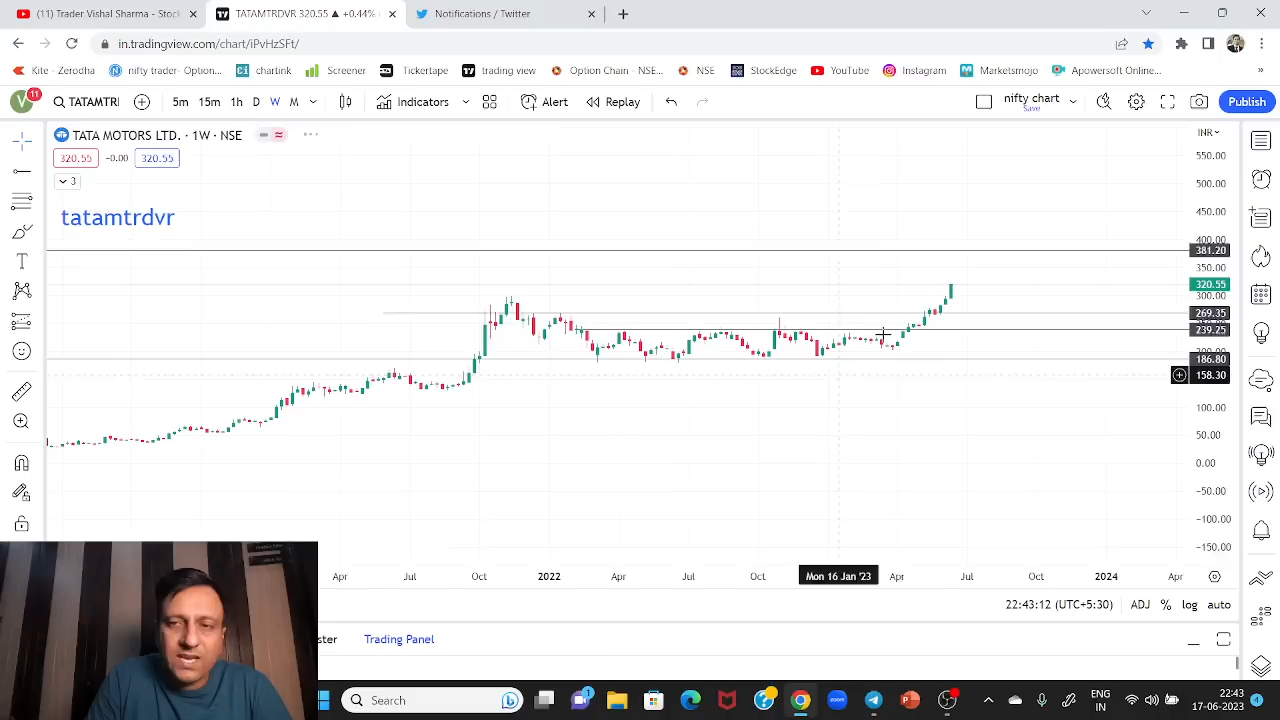 Trader Vishal Sharma - Stock
TATAMTRDVR 320.55 ▲ +0.44%
Notifications / Twitter
in.tradingview.com/chart/iPvHzSFt/
Kite - Zerodha
nifty trader- Option...
chartink
Screener
Tickertape
trading view
Option Chain - NSE...
NSE
StockEdge
YouTube
Instagram
Marketsmojo
Apowersoft Online...
V
11
TATAMTRI
5m 15m 1h D W M
Indicators
Alert
Replay
nifty chart
Save
Publish
TATA MOTORS LTD. · 1W · NSE
320.55
-0.00
320.55
3
tatamtrdvr
INR
550.00
500.00
450.00
400.00
381.20
350.00
320.55
300.00
269.35
239.25
200.00
186.80
158.30
100.00
50.00
0.00
-50.00
-100.00
-150.00
Apr Jul Oct 2022 Apr Jul Oct Mon 16 Jan '23 Apr Jul Oct 2024 Apr
22:43:12 (UTC+5:30) ADJ % log auto
ster
Trading Panel
Search
1
ENG
IN
22:43
17-06-2023
4